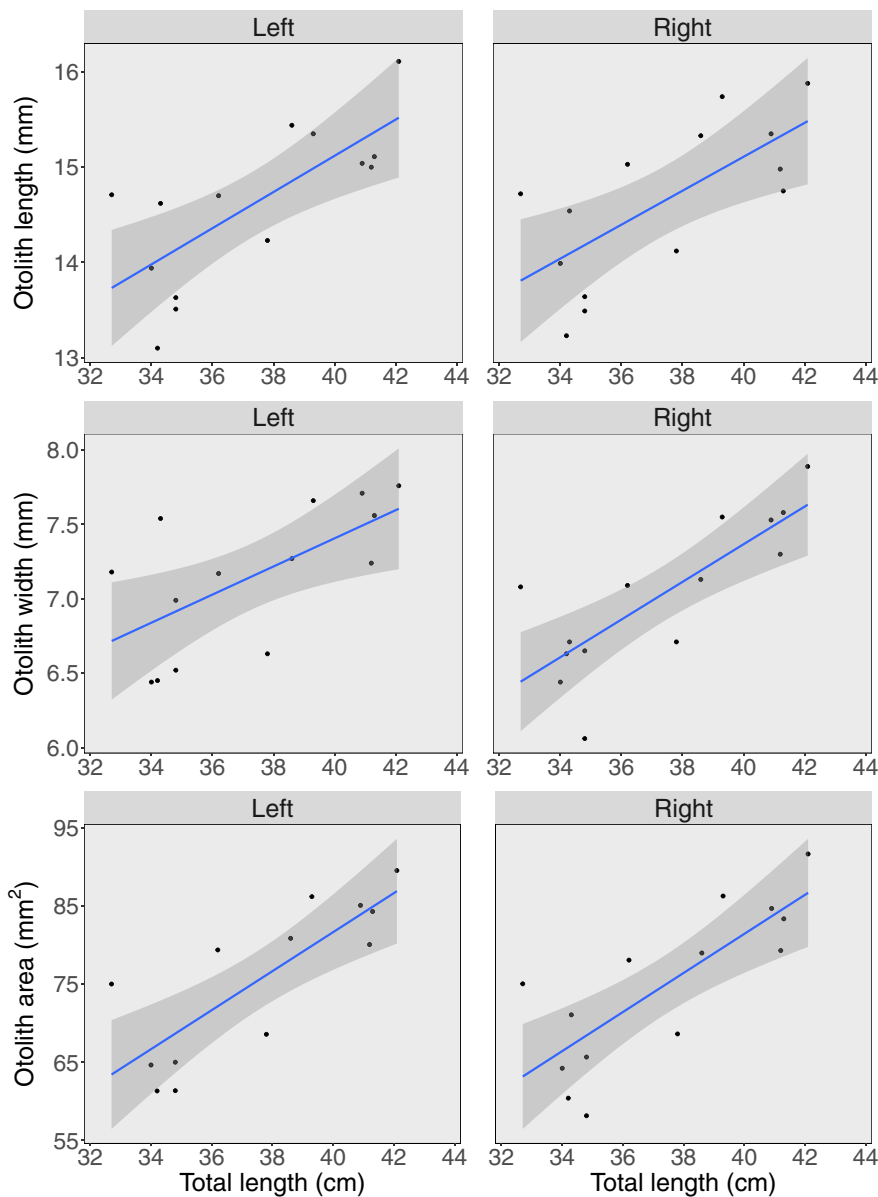 Left Right
Otolith length (mm)
16
15
14
13
32 34 36 38 40 42 44 32 34 36 38 40 42 44
Left Right
Otolith width (mm)
8.0
7.5
7.0
6.5
6.0
32 34 36 38 40 42 44 32 34 36 38 40 42 44
Left Right
Otolith area (mm²)
95
85
75
65
55
32 34 36 38 40 42 44 32 34 36 38 40 42 44
Total length (cm) Total length (cm)